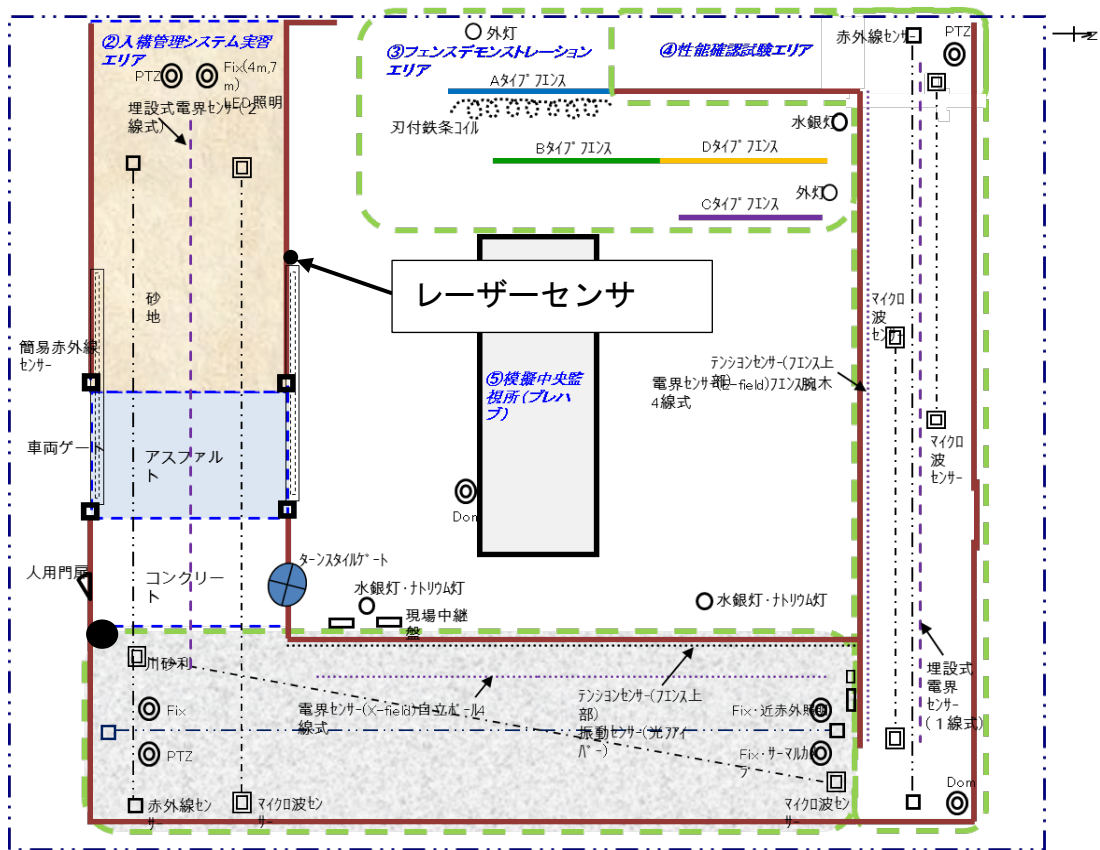 ②入構管理システム実習
エリア
PTZ
Fix(4m,7
m)
LED照明
埋設式電界センサー(2
線式)
外灯
③フェンスデモンストレーション
エリア
④性能確認試験エリア
赤外線センサ
PTZ
Aタイプフェンス
刃付鉄条コイル
水銀灯
Bタイプフェンス
Dタイプフェンス
外灯
Cタイプフェンス
レーザーセンサ
砂
地
簡易赤外線
センサー
マイクロ
波
センサー
テンションセンサー(フェンス上
部)
電界センサー(E-field)フェンス腕木
4線式
⑤模擬中央監
視所(プレハ
ブ)
車両ゲート
アスファル
ト
マイクロ
波
センサー
Dom
ターンスタイルゲート
人用門扉
コンクリー
ト
水銀灯・ナトリウム灯
現場中継
盤
水銀灯・ナトリウム灯
川砂利
埋設式
電界
センサー
(1線式)
Fix
電界センサー(X-field)自立ポール4
線式
テンションセンサー(フェンス上
部)
振動センサー(光ファイ
バー)
Fix・近赤外照明
PTZ
Fix・サーマルカメ
ラ
Dom
赤外線セン
サー
マイクロ波セン
サー
マイクロ波セン
サー